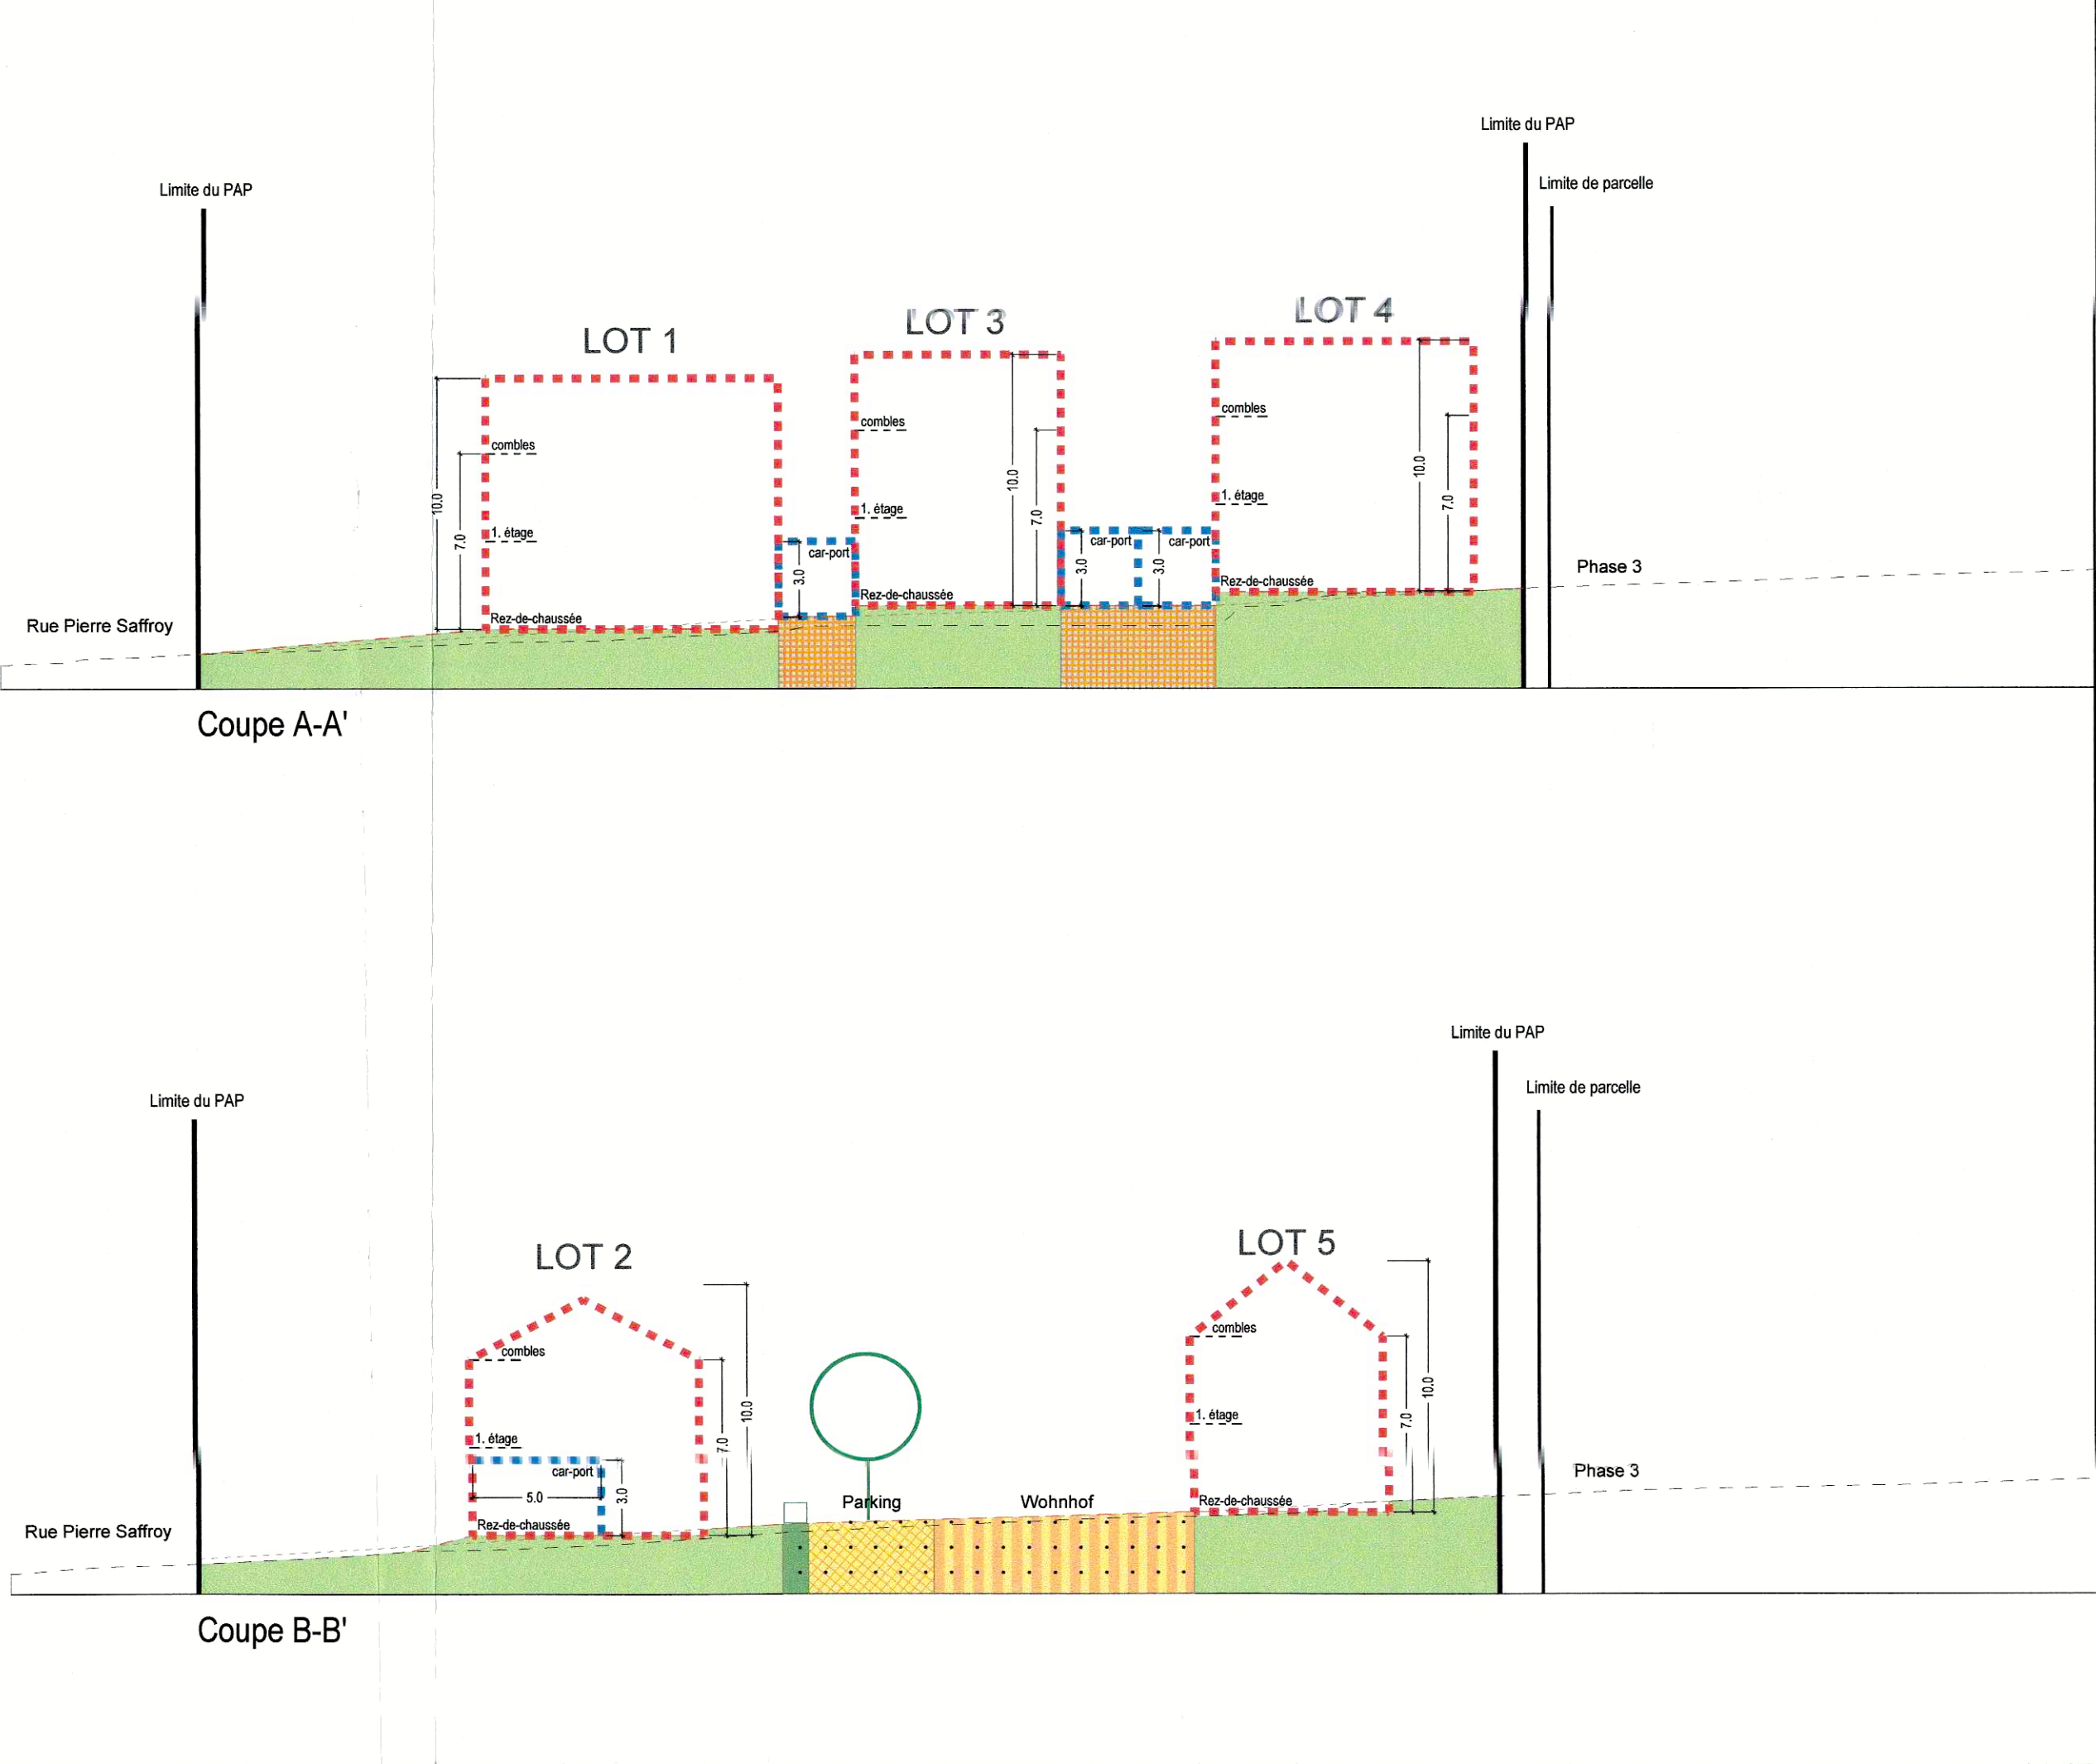 Limite du PAP
Limite de parcelle
Limite du PAP
LOT 1
LOT 3
LOT 4
combles
combles
combles
1. étage
1. étage
1. étage
10.0
7.0
10.0
7.0
10.0
7.0
car-port
3.0
car-port
car-port
3.0
3.0
Rez-de-chaussée
Rez-de-chaussée
Rez-de-chaussée
Phase 3
Rue Pierre Saffroy
Coupe A-A'
Limite du PAP
Limite de parcelle
Limite du PAP
LOT 2
LOT 5
combles
combles
1. étage
1. étage
car-port
5.0
3.0
7.0
10.0
7.0
10.0
Rez-de-chaussée
Parking
Wohnhof
Rez-de-chaussée
Phase 3
Rue Pierre Saffroy
Coupe B-B'